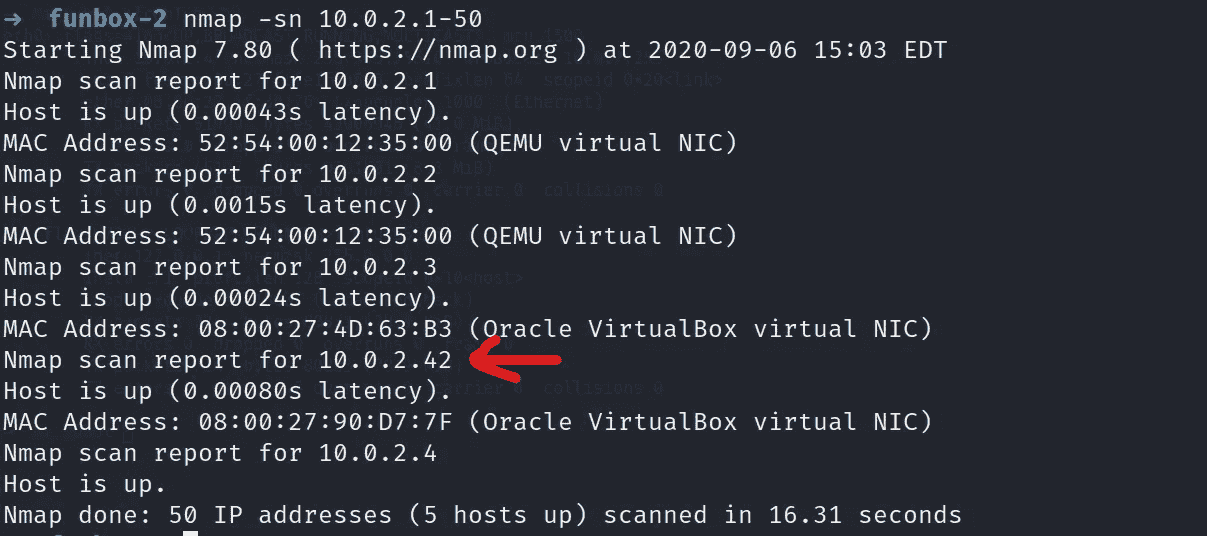 → funbox-2 nmap -sn 10.0.2.1-50
Starting Nmap 7.80 ( https://nmap.org ) at 2020-09-06 15:03 EDT
Nmap scan report for 10.0.2.1
Host is up (0.00043s latency).
MAC Address: 52:54:00:12:35:00 (QEMU virtual NIC)
Nmap scan report for 10.0.2.2
Host is up (0.0015s latency).
MAC Address: 52:54:00:12:35:00 (QEMU virtual NIC)
Nmap scan report for 10.0.2.3
Host is up (0.00024s latency).
MAC Address: 08:00:27:4D:63:B3 (Oracle VirtualBox virtual NIC)
Nmap scan report for 10.0.2.42
Host is up (0.00080s latency).
MAC Address: 08:00:27:90:D7:7F (Oracle VirtualBox virtual NIC)
Nmap scan report for 10.0.2.4
Host is up.
Nmap done: 50 IP addresses (5 hosts up) scanned in 16.31 seconds